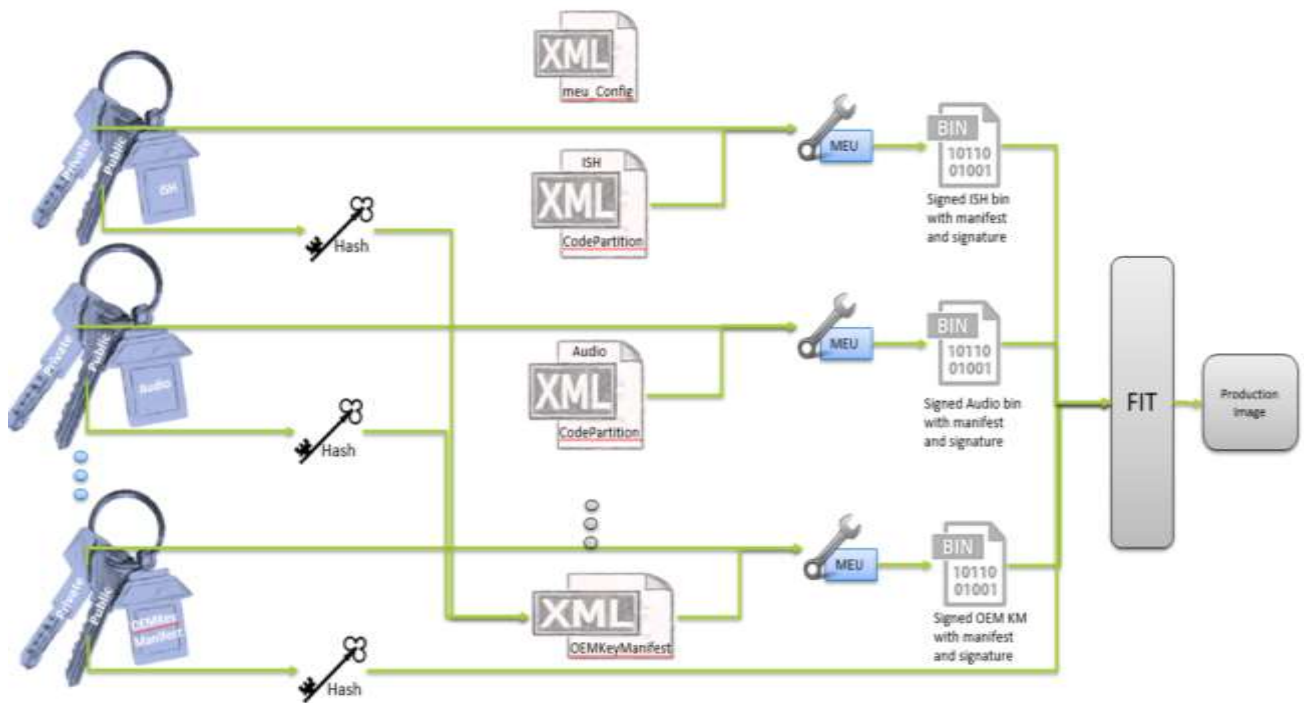 XML
meu_Config
Private
Public
ISH
MEU
BIN
10110
01001
Signed ISH bin
with manifest
and signature
ISH
XML
CodePartition
Hash
Private
Public
Audio
MEU
BIN
10110
01001
Signed Audio bin
with manifest
and signature
Audio
XML
CodePartition
Hash
FIT
Production
Image
Private
Public
OEMKey
Manifest
MEU
BIN
10110
01001
Signed OEM KM
with manifest
and signature
XML
OEMKeyManifest
Hash